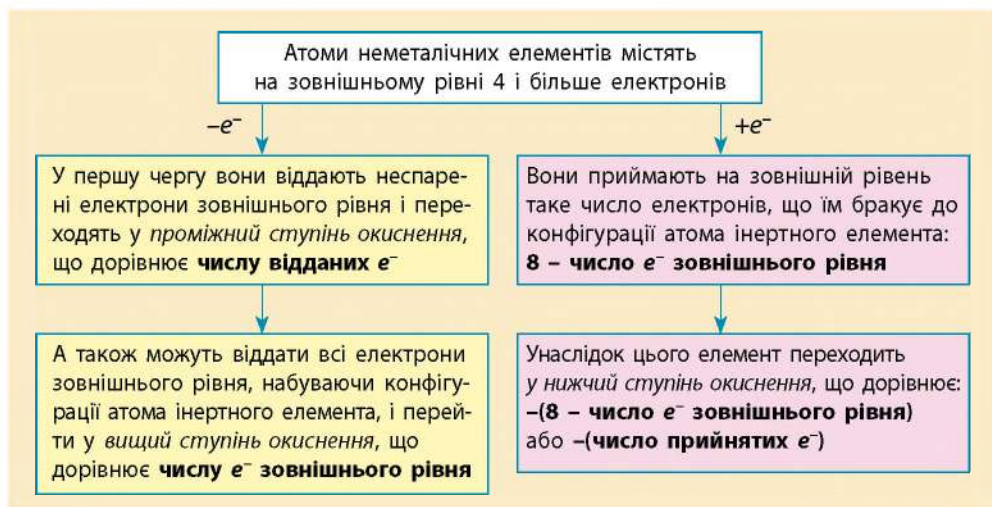 Атоми неметалічних елементів містять
на зовнішньому рівні 4 і більше електронів
–e⁻
+e⁻
У першу чергу вони віддають неспаре-
ні електрони зовнішнього рівня і пере-
ходять у проміжний ступінь окиснення,
що дорівнює числу відданих e⁻
А також можуть віддати всі електрони
зовнішнього рівня, набуваючи конфігу-
рації атома інертного елемента, і перей-
ти у вищий ступінь окиснення, що
дорівнює числу e⁻ зовнішнього рівня
Вони приймають на зовнішній рівень
таке число електронів, що їм бракує до
конфігурації атома інертного елемента:
8 – число e⁻ зовнішнього рівня
Унаслідок цього елемент переходить
у нижчий ступінь окиснення, що дорівнює:
–(8 – число e⁻ зовнішнього рівня)
або –(число прийнятих e⁻)